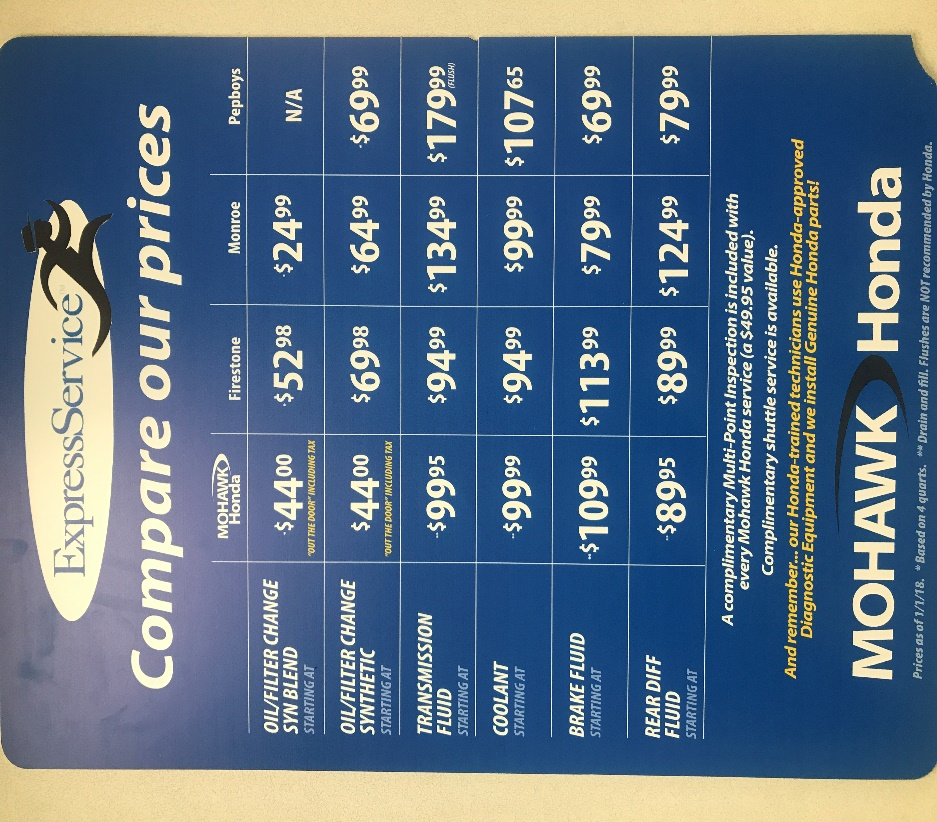 ExpressService™
Compare our prices
MOHAWK Honda Firestone Monroe Pepboys
OIL/FILTER CHANGE SYN BLEND STARTING AT *$44.00 "OUT THE DOOR" INCLUDING TAX *$52.98 *$24.99 N/A
OIL/FILTER CHANGE SYNTHETIC STARTING AT *$44.00 "OUT THE DOOR" INCLUDING TAX *$69.98 *$64.99 *$69.99
TRANSMISSION FLUID STARTING AT **$99.95 $94.99 $134.99 $179.99 (FLUSH)
COOLANT STARTING AT **$99.99 $94.99 $99.99 $107.65
BRAKE FLUID STARTING AT **$109.99 $113.99 $79.99 $69.99
REAR DIFF FLUID STARTING AT **$89.95 $89.99 $124.99 $79.99
A complimentary Multi-Point Inspection is included with
every Mohawk Honda service (a $49.95 value).
Complimentary shuttle service is available.
And remember... our Honda-trained technicians use Honda-approved
Diagnostic Equipment and we install Genuine Honda parts!
MOHAWK Honda
Prices as of 1/1/18. * Based on 4 quarts. ** Drain and fill. Flushes are NOT recommended by Honda.